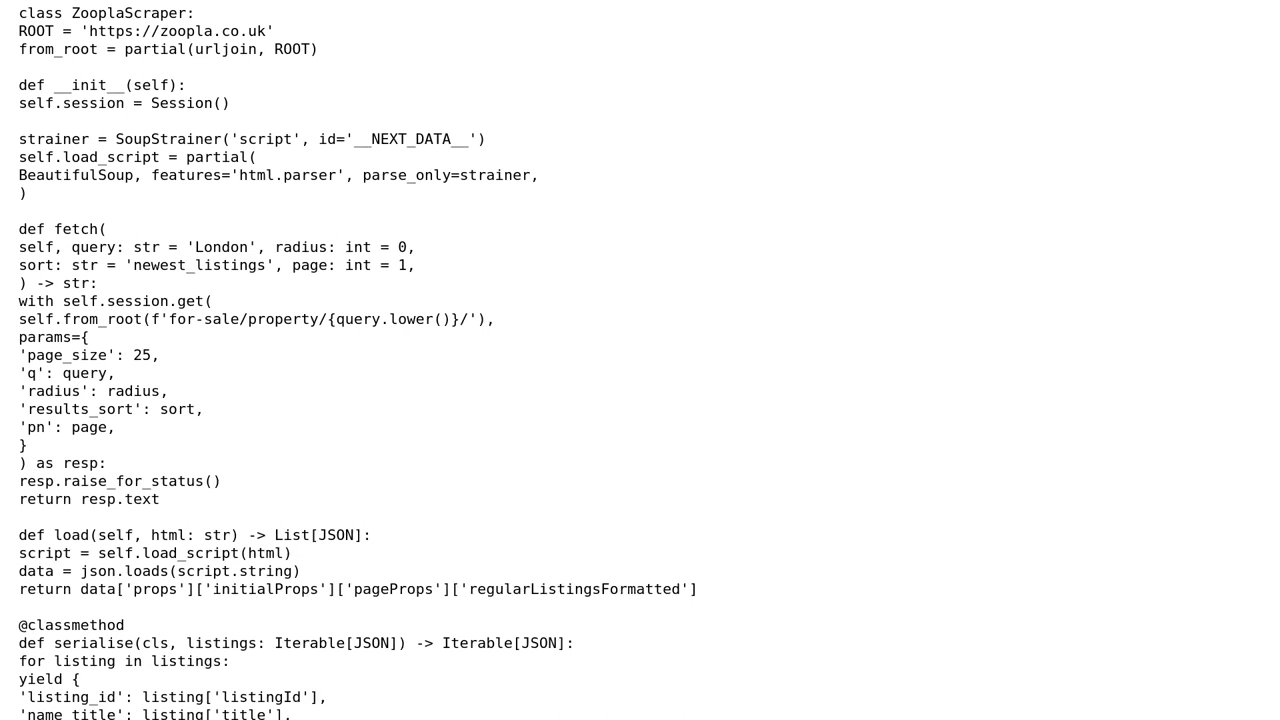 class ZooplaScraper:
ROOT = 'https://zoopla.co.uk'
from_root = partial(urljoin, ROOT)

def __init__(self):
self.session = Session()

strainer = SoupStrainer('script', id='__NEXT_DATA__')
self.load_script = partial(
BeautifulSoup, features='html.parser', parse_only=strainer,
)

def fetch(
self, query: str = 'London', radius: int = 0,
sort: str = 'newest_listings', page: int = 1,
) -> str:
with self.session.get(
self.from_root(f'for-sale/property/{query.lower()}/'),
params={
'page_size': 25,
'q': query,
'radius': radius,
'results_sort': sort,
'pn': page,
}
) as resp:
resp.raise_for_status()
return resp.text

def load(self, html: str) -> List[JSON]:
script = self.load_script(html)
data = json.loads(script.string)
return data['props']['initialProps']['pageProps']['regularListingsFormatted']

@classmethod
def serialise(cls, listings: Iterable[JSON]) -> Iterable[JSON]:
for listing in listings:
yield {
'listing_id': listing['listingId'],
'name_title': listing['title'],